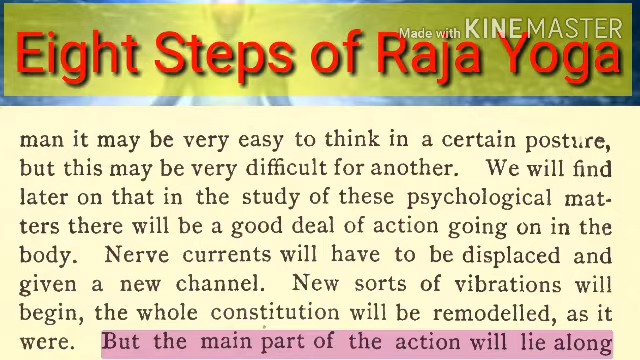 Made with KINEMASTER
Eight Steps of Raja Yoga
man it may be very easy to think in a certain posture,
but this may be very difficult for another. We will find
later on that in the study of these psychological mat-
ters there will be a good deal of action going on in the
body. Nerve currents will have to be displaced and
given a new channel. New sorts of vibrations will
begin, the whole constitution will be remodelled, as it
were. But the main part of the action will lie along